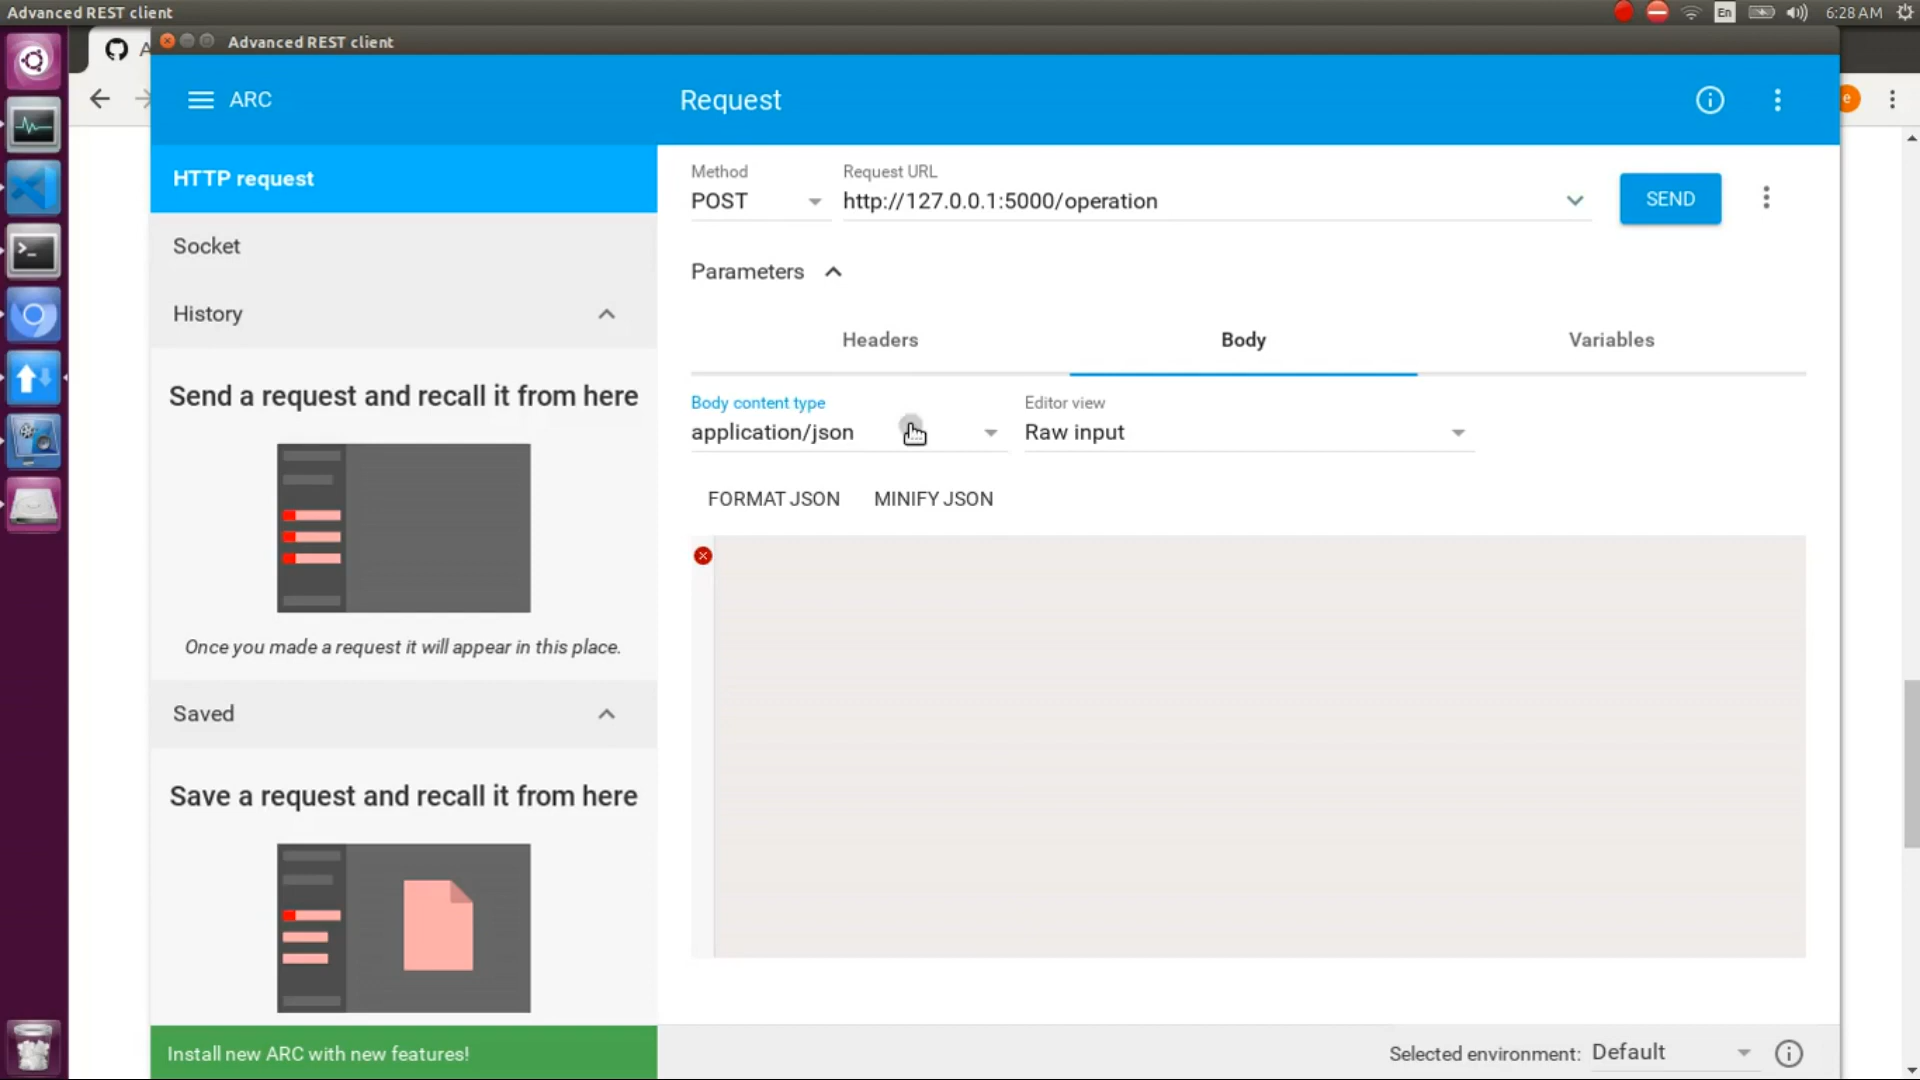 Advanced REST client
En
6:28 AM
A
Advanced REST client
e
ARC
Request
HTTP request
Socket
History
Send a request and recall it from here
Once you made a request it will appear in this place.
Saved
Save a request and recall it from here
Install new ARC with new features!
Method
POST
Request URL
http://127.0.0.1:5000/operation
SEND
Parameters
Headers
Body
Variables
Body content type
application/json
Editor view
Raw input
FORMAT JSON
MINIFY JSON
Selected environment:
Default